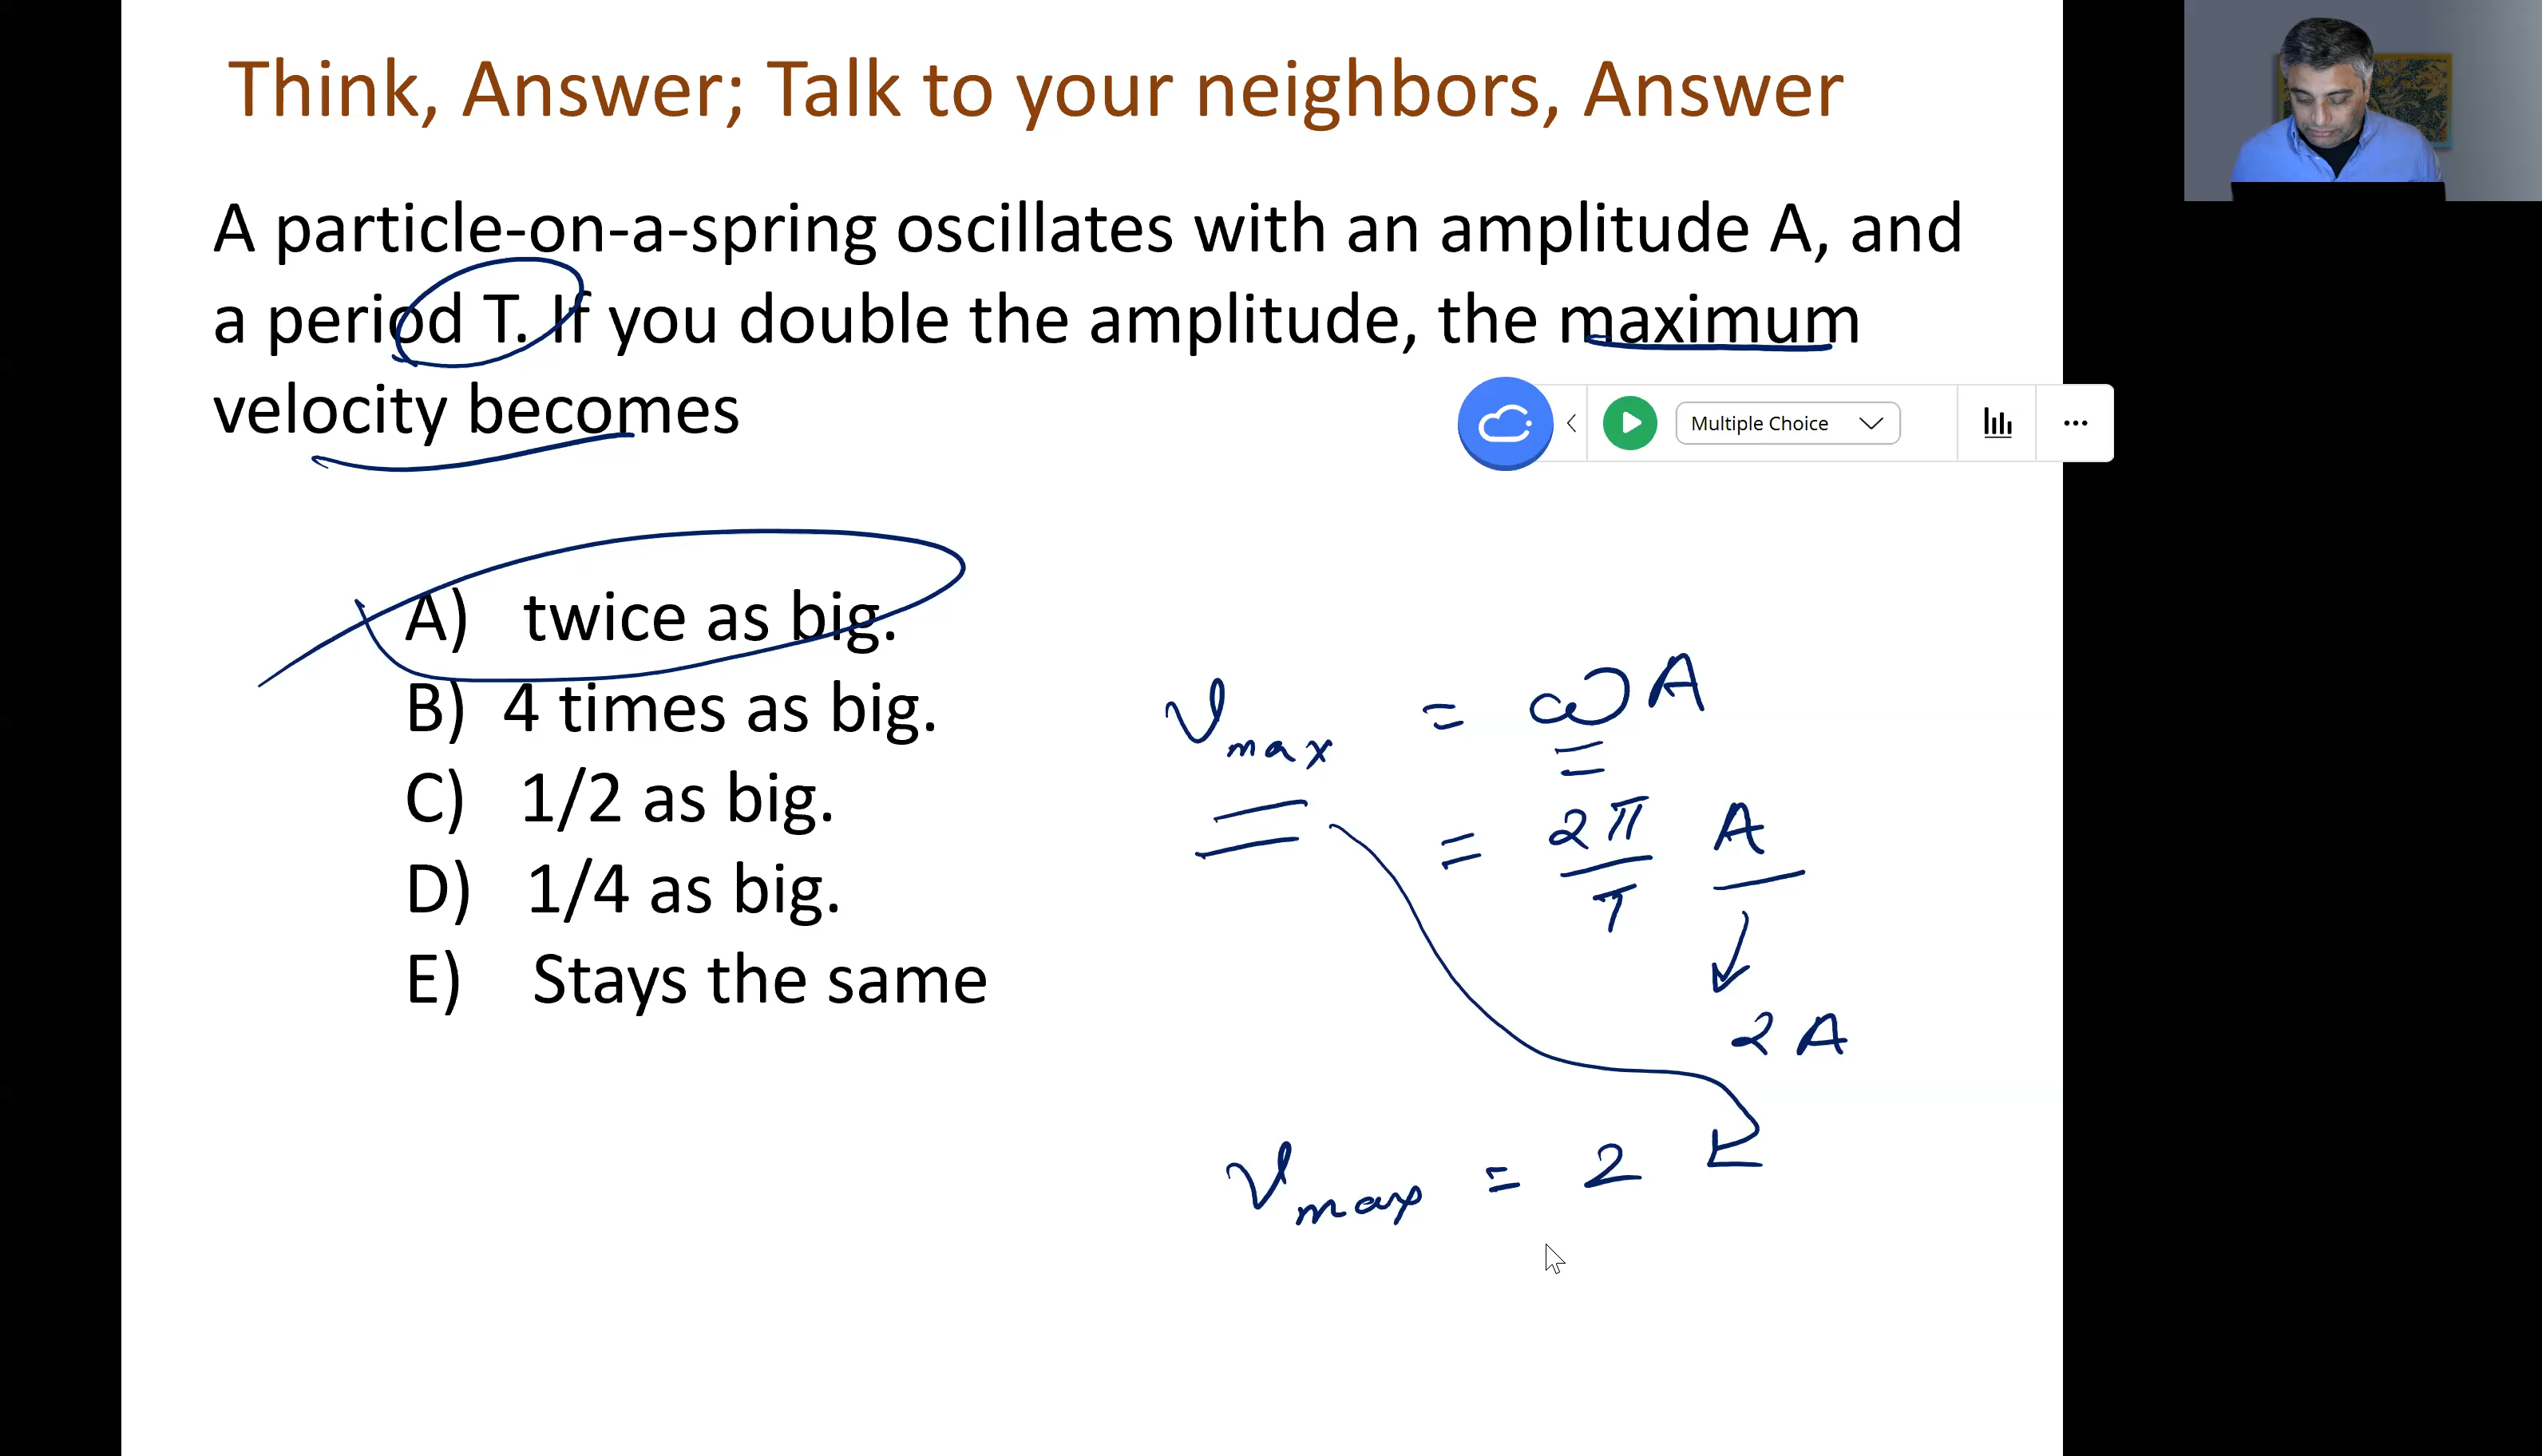 Think, Answer; Talk to your neighbors, Answer
A particle-on-a-spring oscillates with an amplitude A, and
a period T. If you double the amplitude, the maximum
velocity becomes
Multiple Choice
A) twice as big.
B) 4 times as big.
C) 1/2 as big.
D) 1/4 as big.
E) Stays the same
v max = ω A
= 2π/T A
2 A
v max = 2